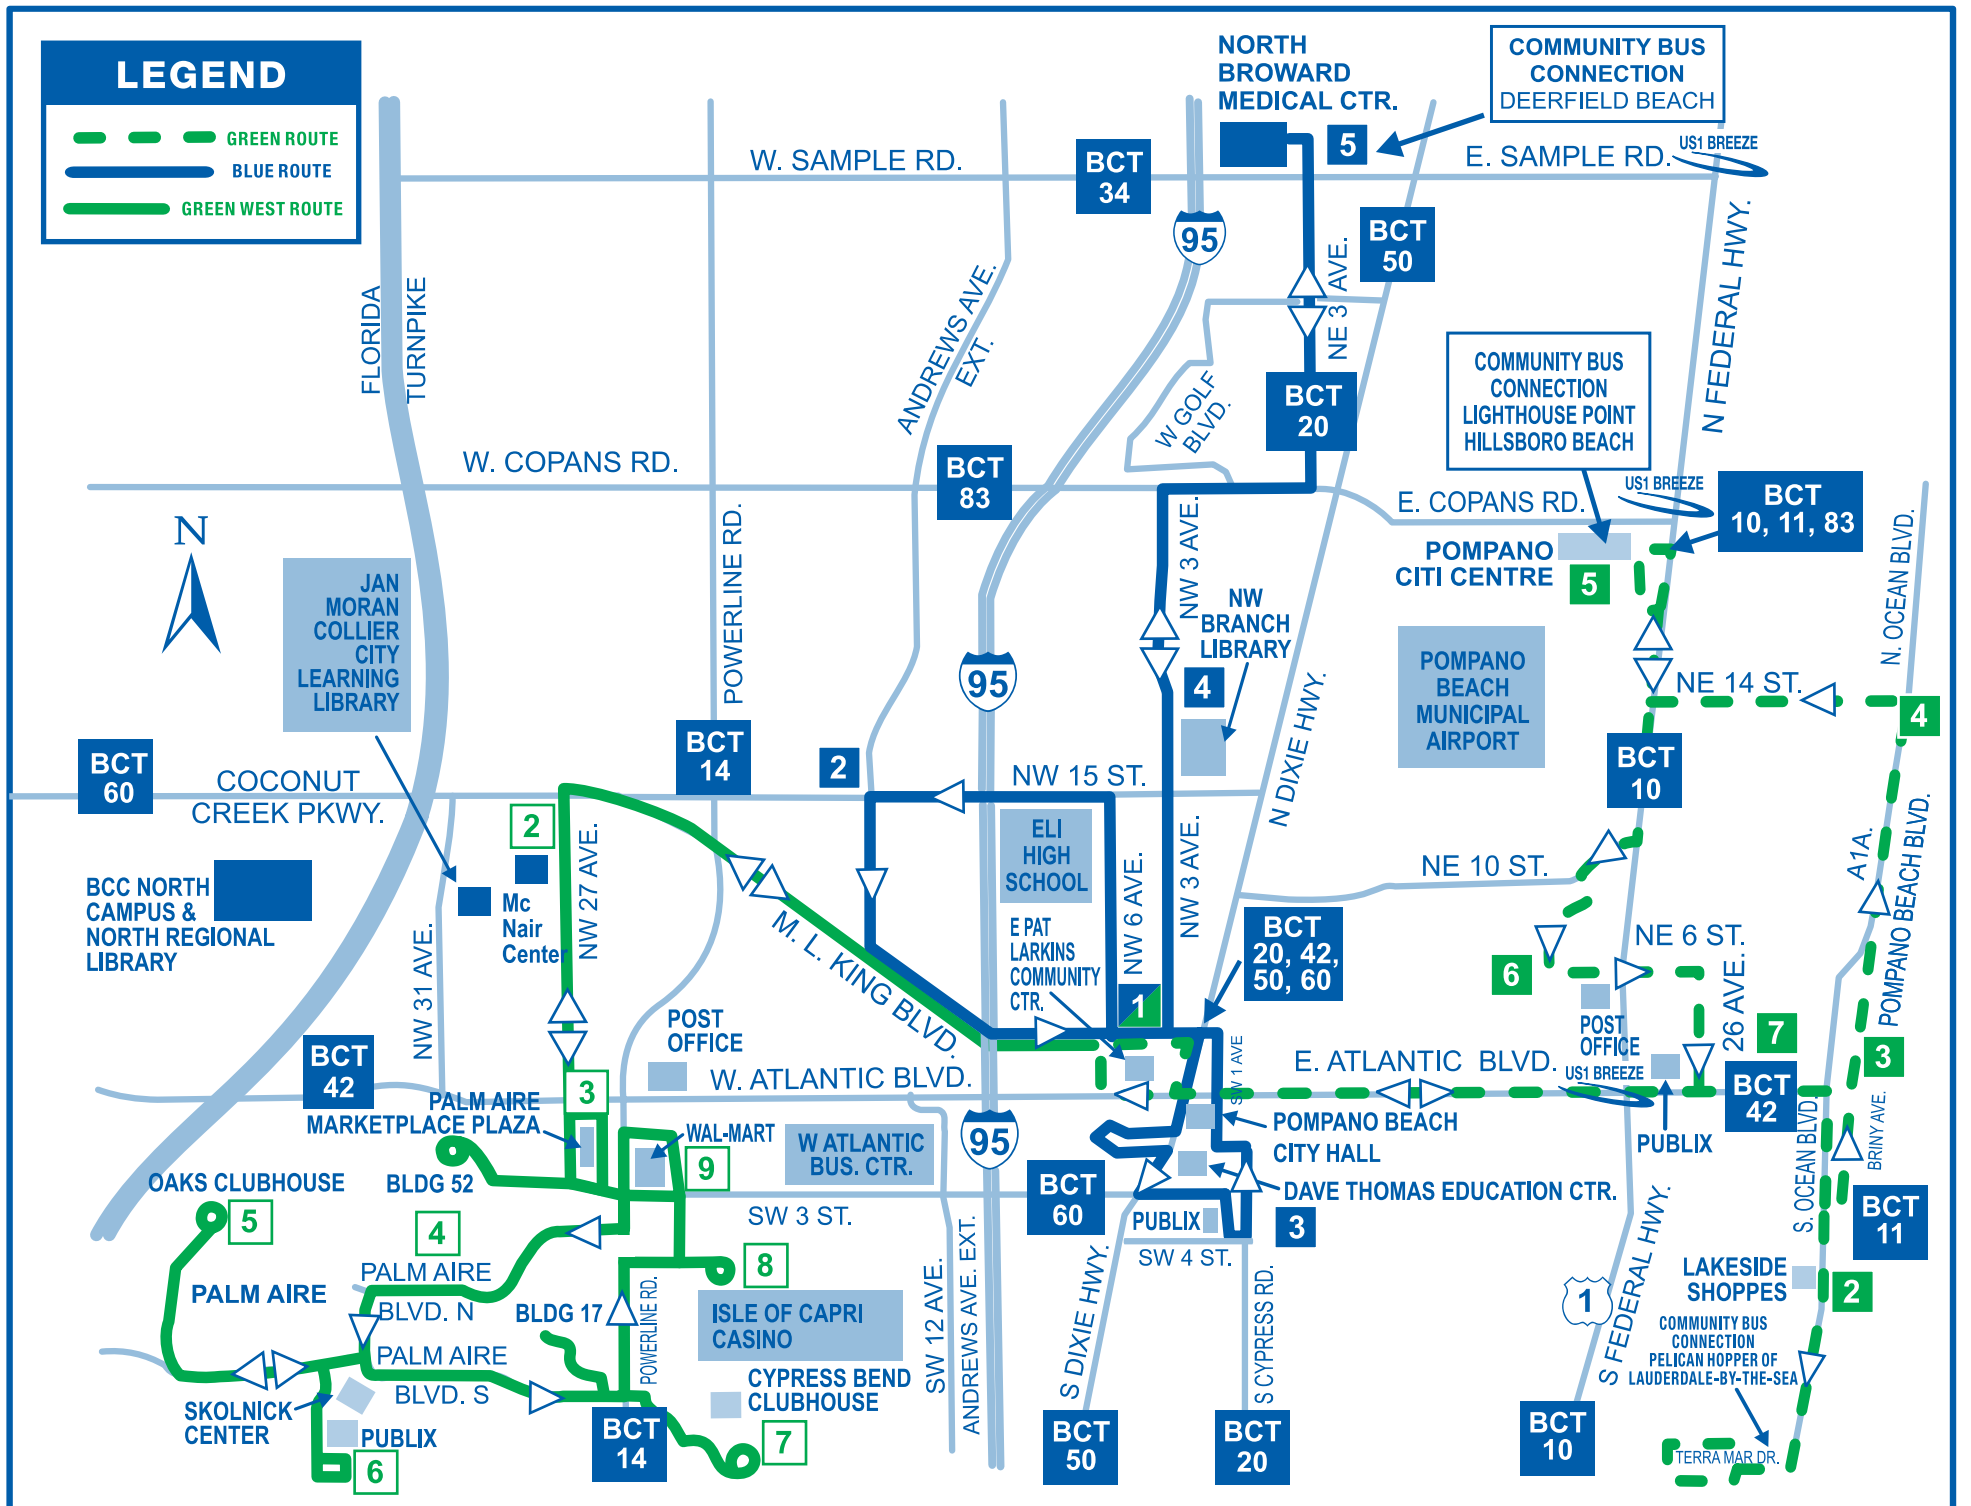 LEGEND
GREEN ROUTE
BLUE ROUTE
GREEN WEST ROUTE
NORTH
BROWARD
MEDICAL CTR.
5
COMMUNITY BUS
CONNECTION
DEERFIELD BEACH
W. SAMPLE RD.
BCT
34
E. SAMPLE RD.
US1 BREEZE
95
BCT
50
FLORIDA
TURNPIKE
ANDREWS AVE.
EXT.
NE 3 AVE.
N FEDERAL HWY.
W GOLF
BLVD.
BCT
20
COMMUNITY BUS
CONNECTION
LIGHTHOUSE POINT
HILLSBORO BEACH
W. COPANS RD.
BCT
83
E. COPANS RD.
US1 BREEZE
BCT
10, 11, 83
N
POWERLINE RD.
NW 3 AVE.
POMPANO
CITI CENTRE
5
N. OCEAN BLVD.
JAN
MORAN
COLLIER
CITY
LEARNING
LIBRARY
NW
BRANCH
LIBRARY
4
95
POMPANO
BEACH
MUNICIPAL
AIRPORT
NE 14 ST.
4
N DIXIE HWY.
BCT
60
COCONUT
CREEK PKWY.
BCT
14
2
NW 15 ST.
BCT
10
2
ELI
HIGH
SCHOOL
NE 10 ST.
A1A.
POMPANO BEACH BLVD.
BCC NORTH
CAMPUS &
NORTH REGIONAL
LIBRARY
Mc
Nair
Center
NW 27 AVE.
NW 31 AVE.
M. L. KING BLVD.
E PAT
LARKINS
COMMUNITY
CTR.
NW 6 AVE.
NW 3 AVE.
BCT
20, 42,
50, 60
1
6
NE 6 ST.
26 AVE.
POST
OFFICE
7
3
BCT
42
POST
OFFICE
W. ATLANTIC BLVD.
SW 1 AVE
E. ATLANTIC BLVD.
US1 BREEZE
BCT
42
3
PALM AIRE
MARKETPLACE PLAZA
WAL-MART
9
W ATLANTIC
BUS. CTR.
95
POMPANO BEACH
CITY HALL
PUBLIX
S. OCEAN BLVD.
BRINY AVE.
OAKS CLUBHOUSE
5
BLDG 52
4
SW 3 ST.
BCT
60
DAVE THOMAS EDUCATION CTR.
PUBLIX
3
SW 4 ST.
BCT
11
PALM AIRE
PALM AIRE
BLVD. N
BLDG 17
8
POWERLINE RD.
ISLE OF CAPRI
CASINO
SW 12 AVE.
ANDREWS AVE. EXT.
S DIXIE HWY.
S CYPRESS RD.
1
S FEDERAL HWY.
LAKESIDE
SHOPPES
2
COMMUNITY BUS
CONNECTION
PELICAN HOPPER OF
LAUDERDALE-BY-THE-SEA
PALM AIRE
BLVD. S
CYPRESS BEND
CLUBHOUSE
SKOLNICK
CENTER
PUBLIX
6
BCT
14
7
BCT
50
BCT
20
BCT
10
TERRA MAR DR.